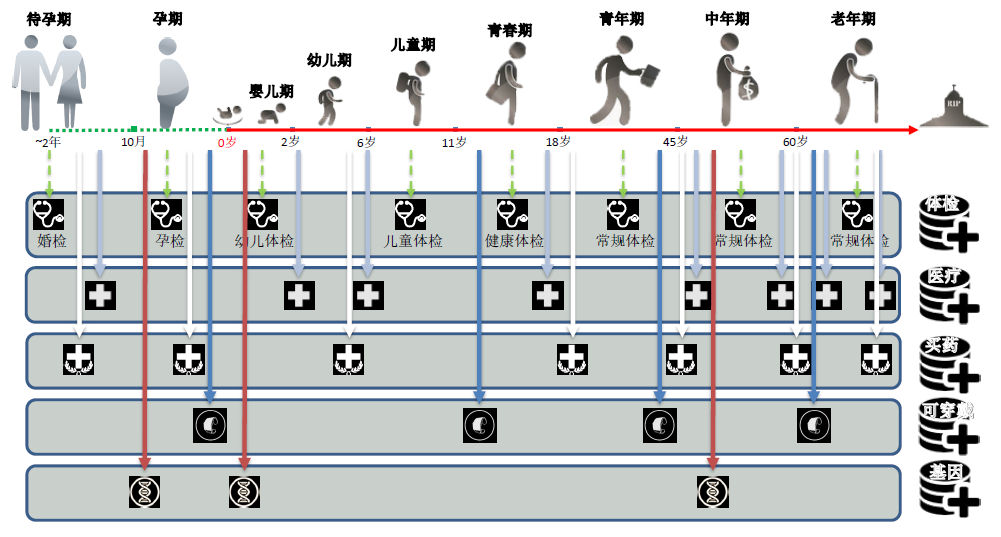 待孕期
孕期
婴儿期
幼儿期
儿童期
青春期
青年期
中年期
老年期
RIP
~2年
10月
0岁
2岁
6岁
11岁
18岁
45岁
60岁
婚检
孕检
幼儿体检
儿童体检
健康体检
常规体检
常规体检
常规体检
体检
医疗
买药
可穿戴
基因